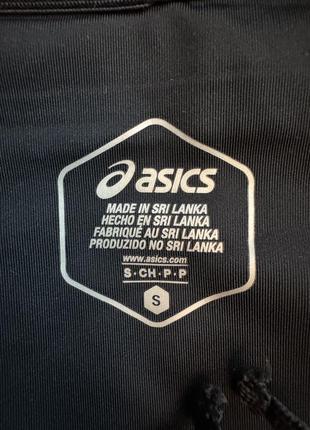 asics
MADE IN SRI LANKA
HECHO EN SRI LANKA
FABRIQUÉ AU SRI LANKA
PRODUZIDO NO SRI LANKA
www.asics.com
S·CH·P·P
S